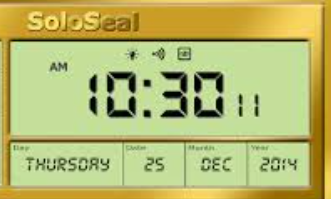 SoloSeal
AM
10:30 11
Day Date Month Year
THURSDAY 25 DEC 2014